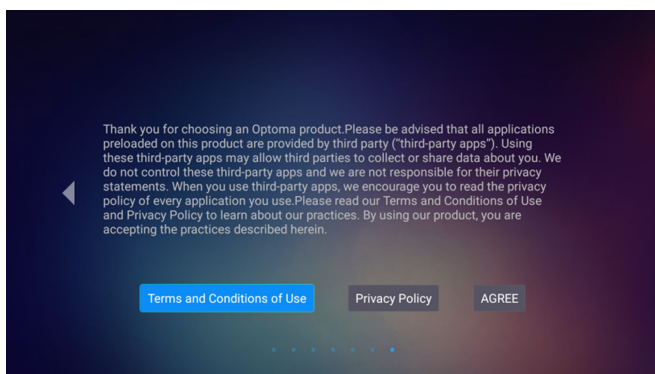 Thank you for choosing an Optoma product.Please be advised that all applications
preloaded on this product are provided by third party (“third-party apps”). Using
these third-party apps may allow third parties to collect or share data about you. We
do not control these third-party apps and we are not responsible for their privacy
statements. When you use third-party apps, we encourage you to read the privacy
policy of every application you use.Please read our Terms and Conditions of Use
and Privacy Policy to learn about our practices. By using our product, you are
accepting the practices described herein.
Terms and Conditions of Use
Privacy Policy
AGREE